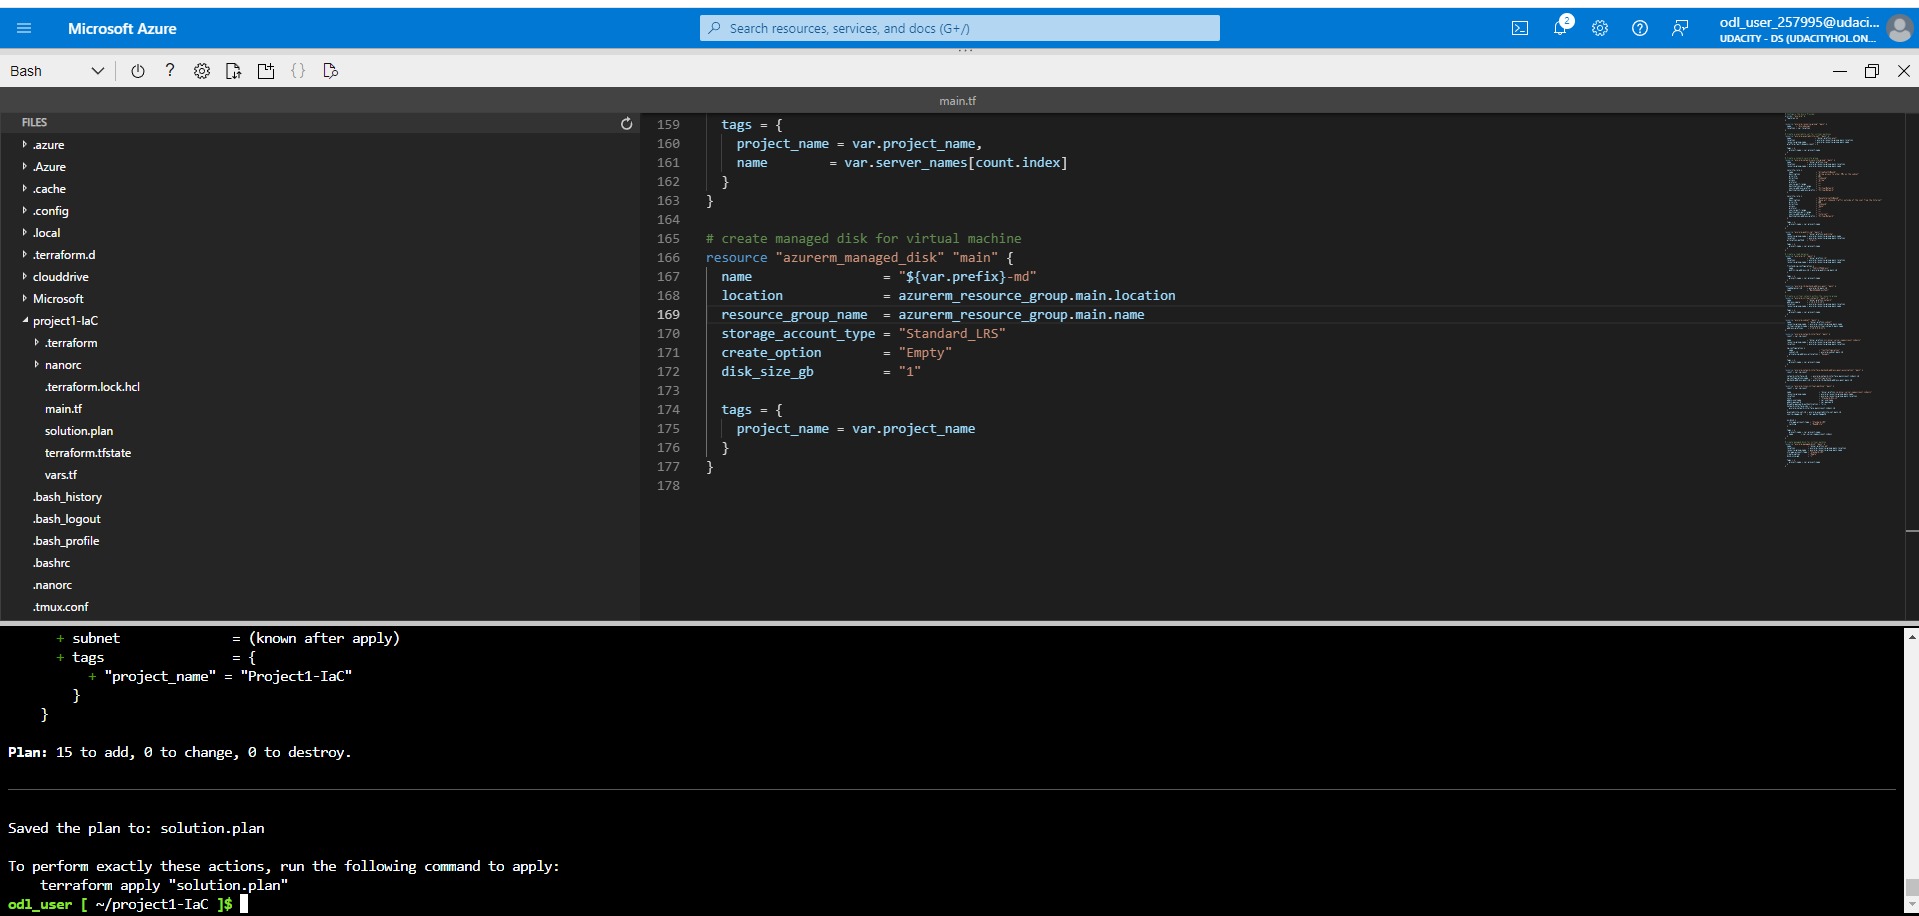 Microsoft Azure
Search resources, services, and docs (G+/)
2
odl_user_257995@udaci...
UDACITY - DS (UDACITYHOL.ON...
Bash
main.tf
FILES
.azure
.Azure
.cache
.config
.local
.terraform.d
clouddrive
Microsoft
project1-IaC
.terraform
nanorc
.terraform.lock.hcl
main.tf
solution.plan
terraform.tfstate
vars.tf
.bash_history
.bash_logout
.bash_profile
.bashrc
.nanorc
.tmux.conf
159 tags = {
160 project_name = var.project_name,
161 name = var.server_names[count.index]
162 }
163 }
164
165 # create managed disk for virtual machine
166 resource "azurerm_managed_disk" "main" {
167 name = "${var.prefix}-md"
168 location = azurerm_resource_group.main.location
169 resource_group_name = azurerm_resource_group.main.name
170 storage_account_type = "Standard_LRS"
171 create_option = "Empty"
172 disk_size_gb = "1"
173
174 tags = {
175 project_name = var.project_name
176 }
177 }
178
+ subnet = (known after apply)
+ tags = {
+ "project_name" = "Project1-IaC"
}
}
Plan: 15 to add, 0 to change, 0 to destroy.
Saved the plan to: solution.plan
To perform exactly these actions, run the following command to apply:
terraform apply "solution.plan"
odl_user [ ~/project1-IaC ]$